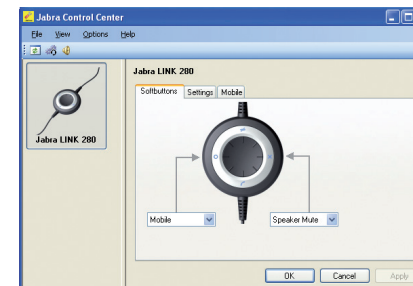 Jabra Control Center
File View Options Help
Jabra LINK 280
Jabra LINK 280
Softbuttons Settings Mobile
Mobile Speaker Mute
OK Cancel Apply